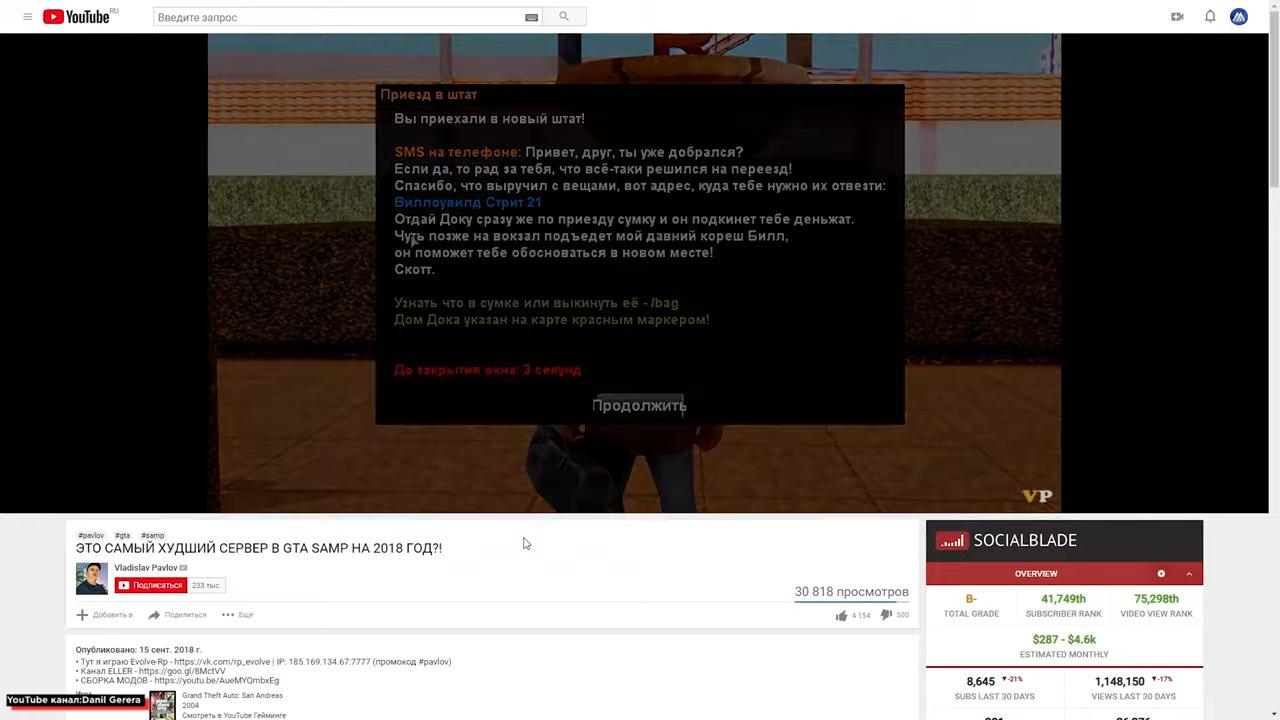 YouTube RU
Введите запрос
Приезд в штат
Вы приехали в новый штат!
SMS на телефоне: Привет, друг, ты уже добрался?
Если да, то рад за тебя, что всё-таки решился на переезд!
Спасибо, что выручил с вещами, вот адрес, куда тебе нужно их отвезти:
Виллоувилд Стрит 21
Отдай Доку сразу же по приезду сумку и он подкинет тебе деньжат.
Чуть позже на вокзал подъедет мой давний кореш Билл,
он поможет тебе обосноваться в новом месте!
Скотт.
Узнать что в сумке или выкинуть её - /bag
Дом Дока указан на карте красным маркером!
До закрытия окна: 3 секунд
Продолжить
VP
#pavlov #gta #samp
ЭТО САМЫЙ ХУДШИЙ СЕРВЕР В GTA SAMP НА 2018 ГОД?!
Vladislav Pavlov
Подписаться 233 тыс.
30 818 просмотров
Добавить в Поделиться Ещё
4 154 500
Опубликовано: 15 сент. 2018 г.
• Тут я играю Evolve-Rp - https://vk.com/rp_evolve | IP: 185.169.134.67:7777 (промокод #pavlov)
• Канал ELLER - https://goo.gl/8MctVV
• СБОРКА МОДОВ - https://youtu.be/AueMYQmbxEg
Grand Theft Auto: San Andreas
2004
Смотреть в YouTube Гейминге
YouTube канал:Danil Gerera
SOCIALBLADE
OVERVIEW
B- 41,749th 75,298th
TOTAL GRADE SUBSCRIBER RANK VIDEO VIEW RANK
$287 - $4.6k
ESTIMATED MONTHLY
8,645 -21% 1,148,150 -17%
SUBS LAST 30 DAYS VIEWS LAST 30 DAYS